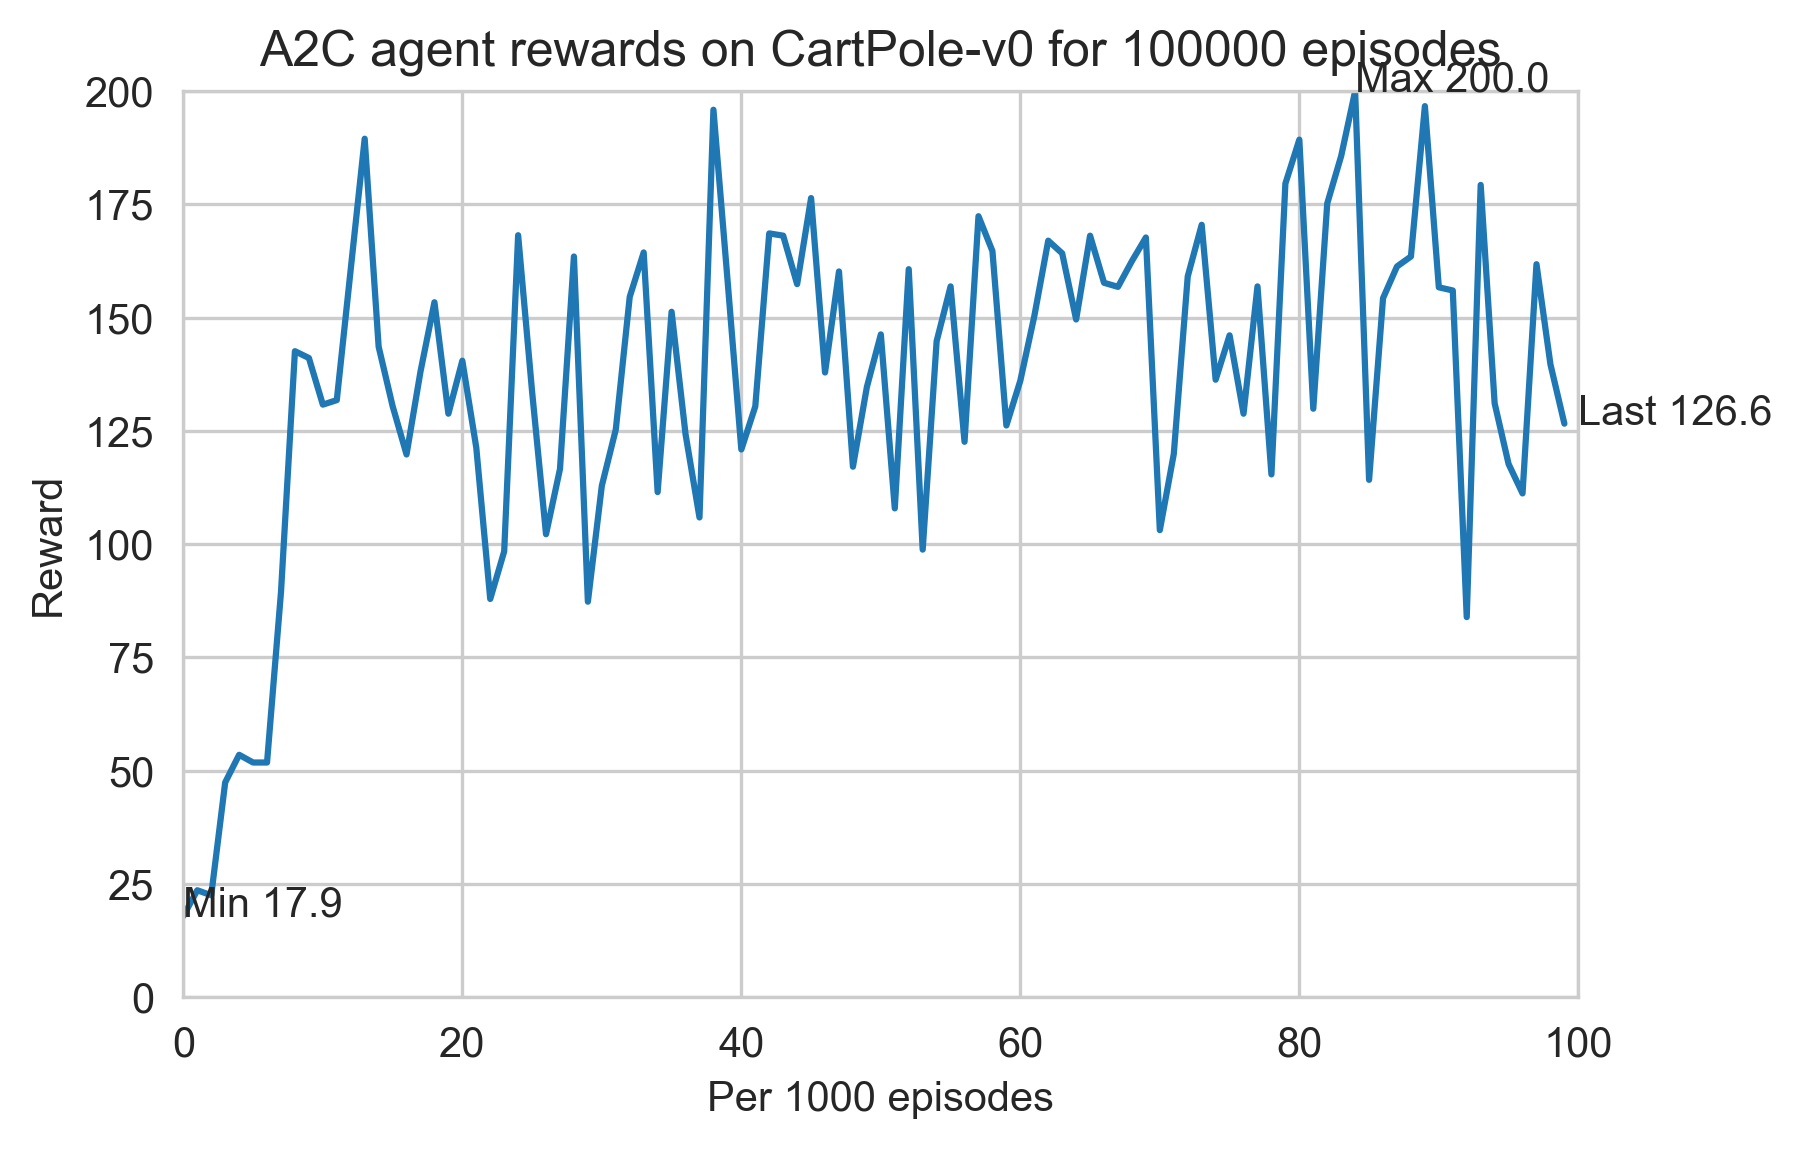 A2C agent rewards on CartPole-v0 for 100000 episodes
Max 200.0
200
175
150
125
100
75
50
25
0
Reward
Last 126.6
Min 17.9
0 20 40 60 80 100
Per 1000 episodes